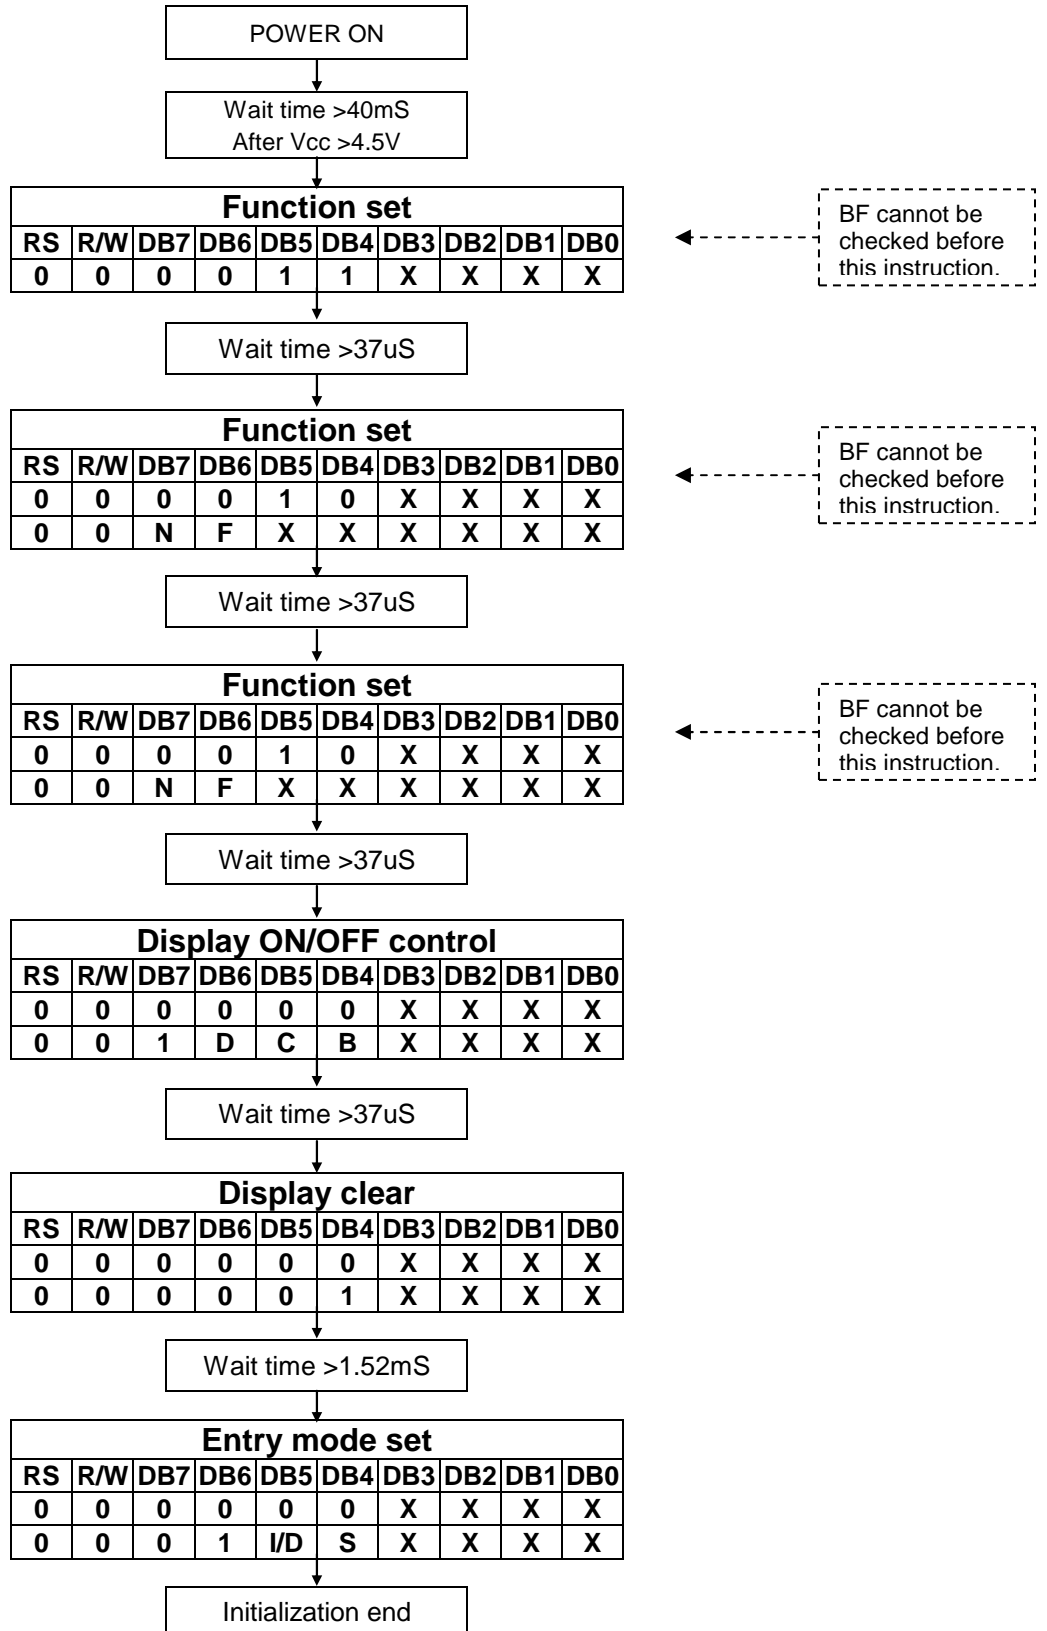 POWER ON
Wait time >40mS
After Vcc >4.5V
Function set
RS R/W DB7 DB6 DB5 DB4 DB3 DB2 DB1 DB0
0 0 0 0 1 1 X X X X
BF cannot be
checked before
this instruction.
Wait time >37uS
Function set
RS R/W DB7 DB6 DB5 DB4 DB3 DB2 DB1 DB0
0 0 0 0 1 0 X X X X
0 0 N F X X X X X X
BF cannot be
checked before
this instruction.
Wait time >37uS
Function set
RS R/W DB7 DB6 DB5 DB4 DB3 DB2 DB1 DB0
0 0 0 0 1 0 X X X X
0 0 N F X X X X X X
BF cannot be
checked before
this instruction.
Wait time >37uS
Display ON/OFF control
RS R/W DB7 DB6 DB5 DB4 DB3 DB2 DB1 DB0
0 0 0 0 0 0 X X X X
0 0 1 D C B X X X X
Wait time >37uS
Display clear
RS R/W DB7 DB6 DB5 DB4 DB3 DB2 DB1 DB0
0 0 0 0 0 0 X X X X
0 0 0 0 0 1 X X X X
Wait time >1.52mS
Entry mode set
RS R/W DB7 DB6 DB5 DB4 DB3 DB2 DB1 DB0
0 0 0 0 0 0 X X X X
0 0 0 1 I/D S X X X X
Initialization end